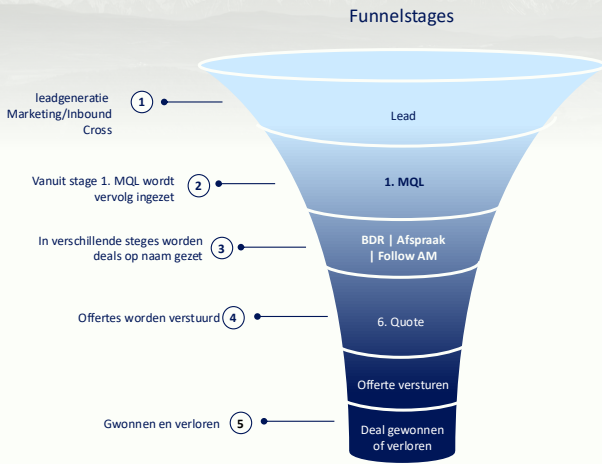 Funnelstages
leadgeneratie
Marketing/Inbound
Cross
1
Lead
Vanuit stage 1. MQL wordt
vervolg ingezet
2
1. MQL
In verschillende steges worden
deals op naam gezet
3
BDR | Afspraak
| Follow AM
Offertes worden verstuurd
4
6. Quote
Offerte versturen
Gwonnen en verloren
5
Deal gewonnen
of verloren